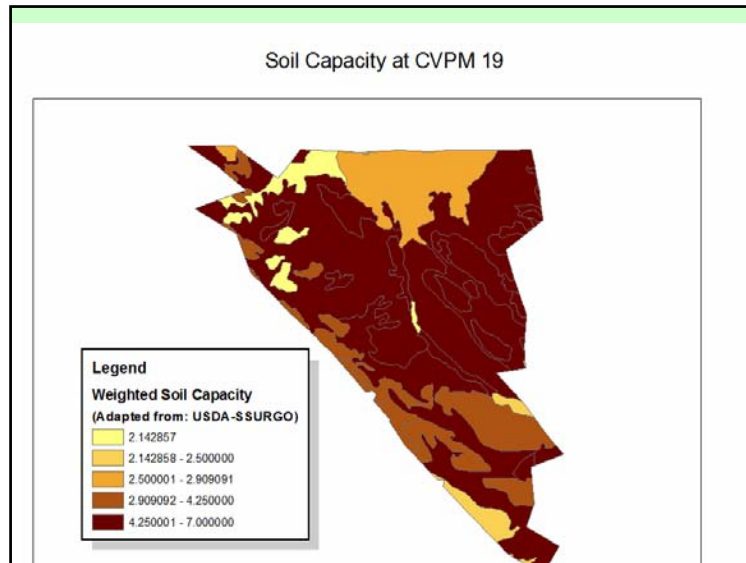 Soil Capacity at CVPM 19
Legend
Weighted Soil Capacity
(Adapted from: USDA-SSURGO)
2.142857
2.142858 - 2.500000
2.500001 - 2.909091
2.909092 - 4.250000
4.250001 - 7.000000